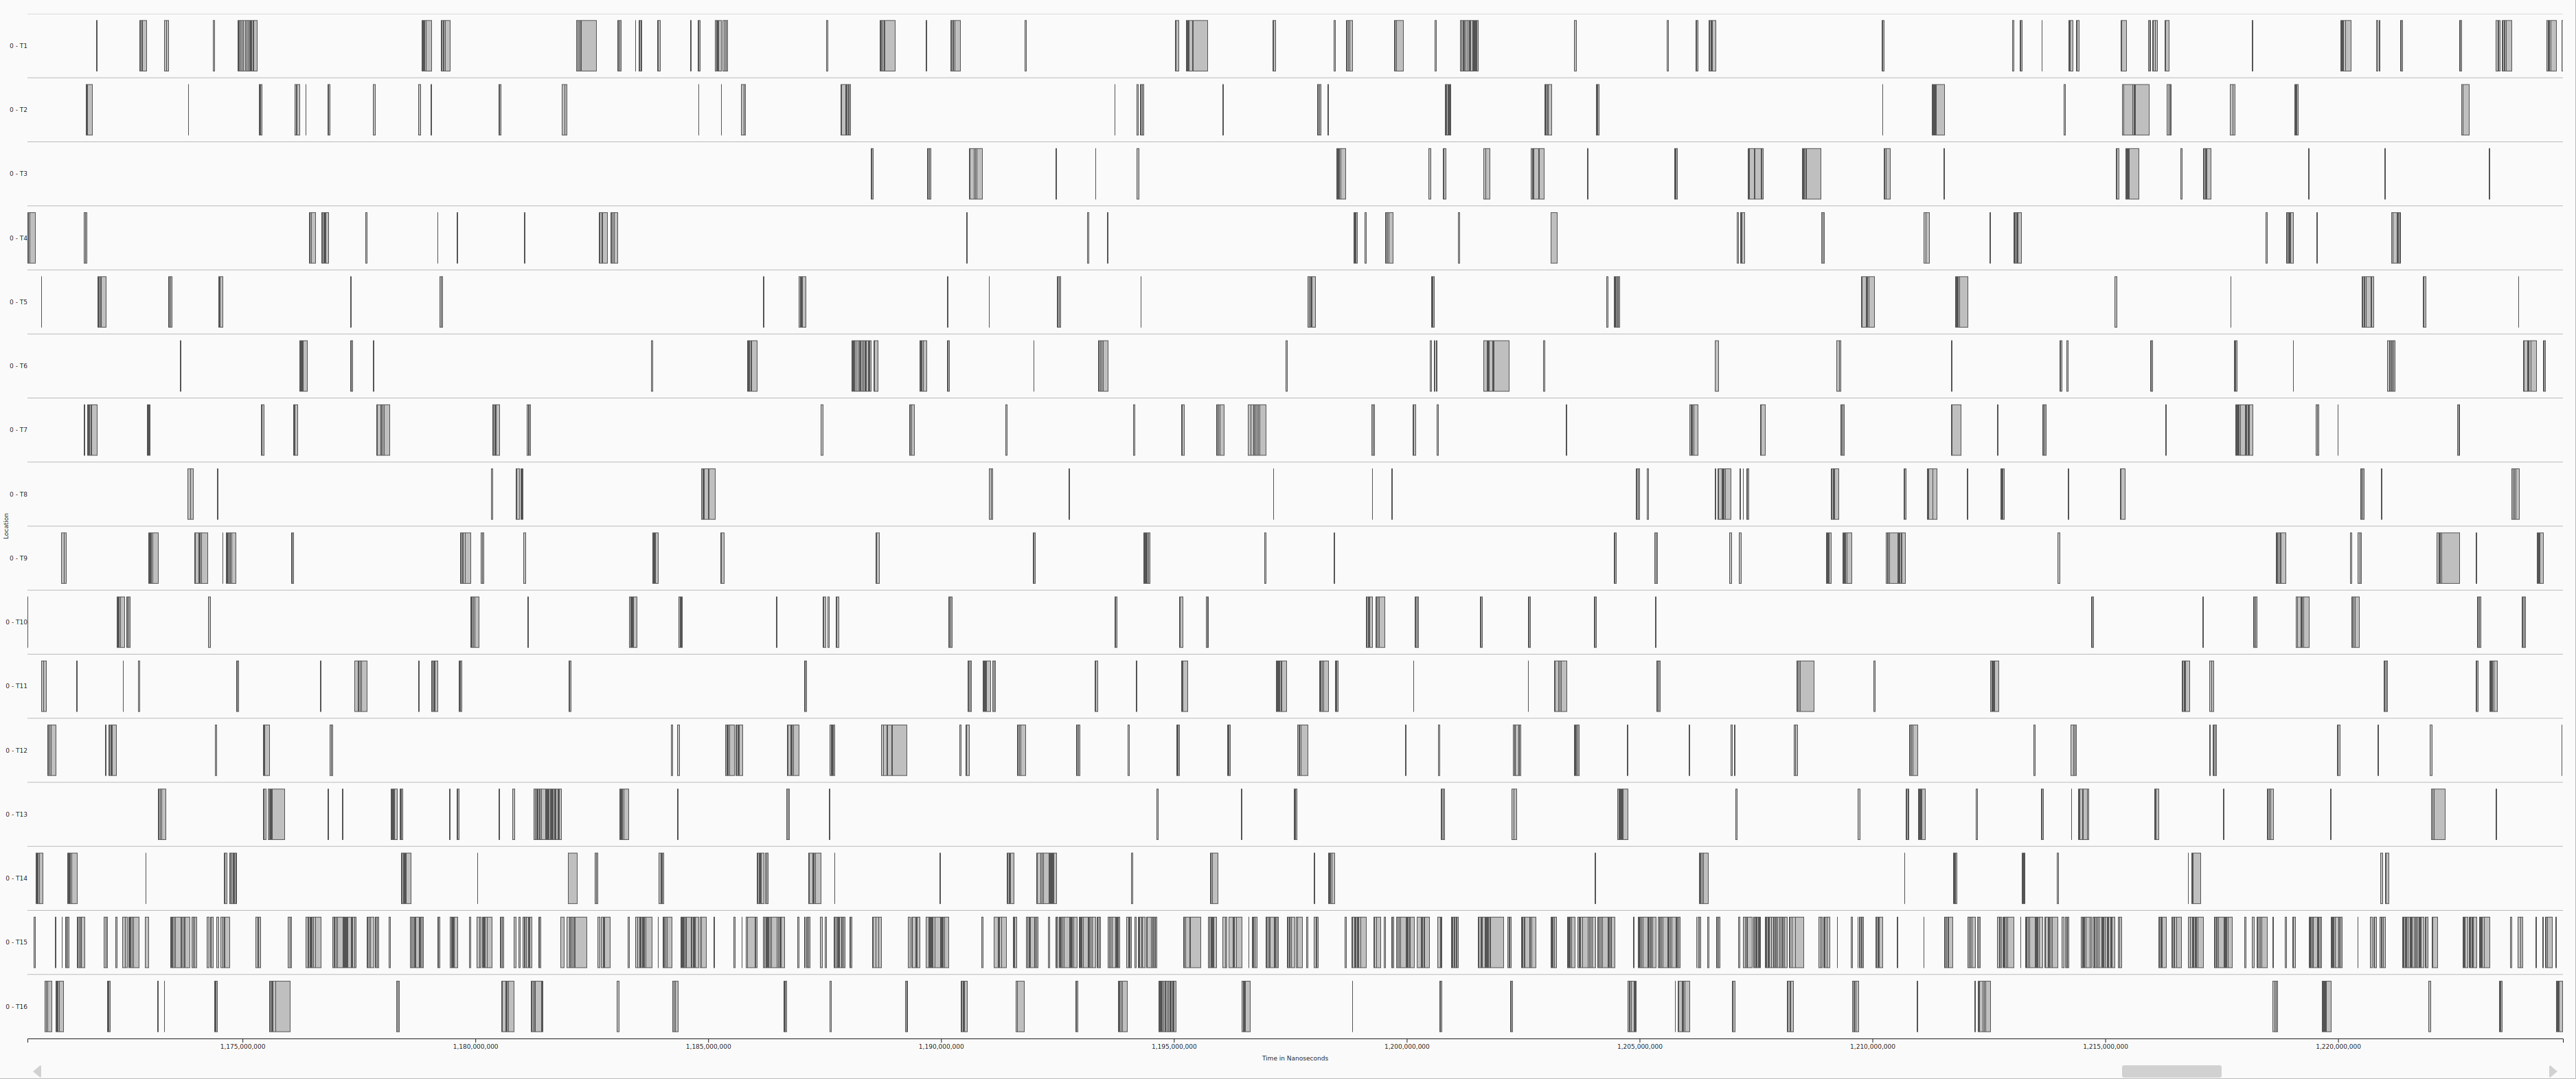 0 - T1
0 - T2
0 - T3
0 - T4
0 - T5
0 - T6
0 - T7
0 - T8
Location
0 - T9
0 - T10
0 - T11
0 - T12
0 - T13
0 - T14
0 - T15
0 - T16
1,175,000,000 1,180,000,000 1,185,000,000 1,190,000,000 1,195,000,000 1,200,000,000 1,205,000,000 1,210,000,000 1,215,000,000 1,220,000,000
Time in Nanoseconds